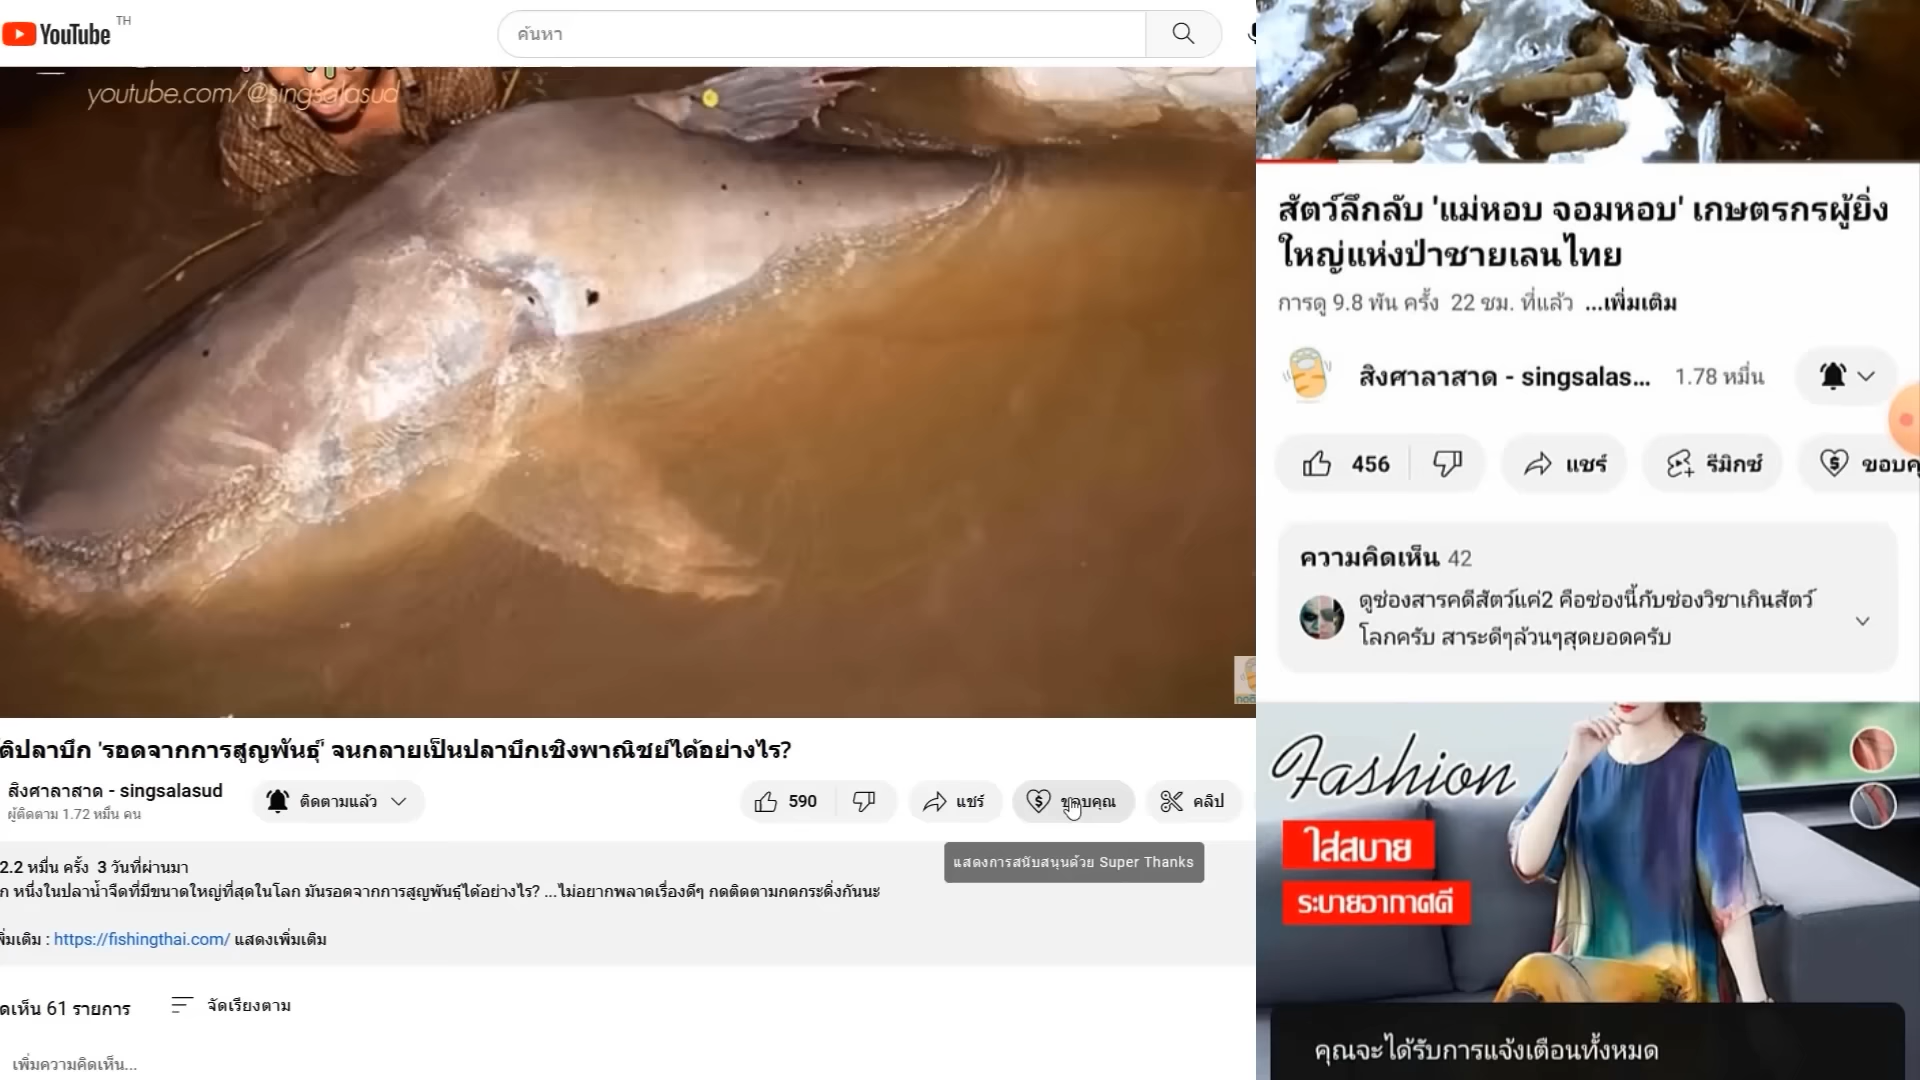 YouTube TH
ค้นหา
youtube.com/@singsalasud
ติปลาบึก 'รอดจากการสูญพันธุ์' จนกลายเป็นปลาบึกเชิงพาณิชย์ได้อย่างไร?
สิงศาลาสาด - singsalasud
ผู้ติดตาม 1.72 หมื่น คน
ติดตามแล้ว
590
แชร์
ขอบคุณ
คลิป
แสดงการสนับสนุนด้วย Super Thanks
2.2 หมื่น ครั้ง 3 วันที่ผ่านมา
ก หนึ่งในปลาน้ำจืดที่มีขนาดใหญ่ที่สุดในโลก มันรอดจากการสูญพันธุ์ได้อย่างไร? ...ไม่อยากพลาดเรื่องดีๆ กดติดตามกดกระดิ่งกันนะ
พิ่มเติม : https://fishingthai.com/ แสดงเพิ่มเติม
ดเห็น 61 รายการ
จัดเรียงตาม
เพิ่มความคิดเห็น...
สัตว์ลึกลับ 'แม่หอบ จอมหอบ' เกษตรกรผู้ยิ่ง
ใหญ่แห่งป่าชายเลนไทย
การดู 9.8 พัน ครั้ง 22 ชม. ที่แล้ว ...เพิ่มเติม
สิงศาลาสาด - singsalas... 1.78 หมื่น
456
แชร์
รีมิกซ์
ขอบคุ
ความคิดเห็น 42
ดูช่องสารคดีสัตว์แค่2 คือช่องนี้กับช่องวิชาเกินสัตว์
โลกครับ สาระดีๆล้วนๆสุดยอดครับ
Fashion
ใส่สบาย
ระบายอากาศดี
คุณจะได้รับการแจ้งเตือนทั้งหมด